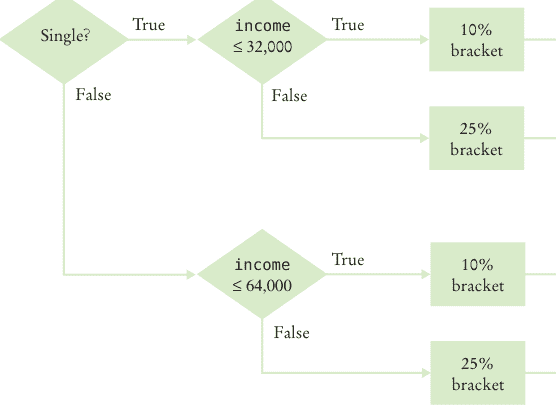 Single?
True
income
≤ 32,000
True
10%
bracket
False
False
25%
bracket
income
≤ 64,000
True
10%
bracket
False
25%
bracket